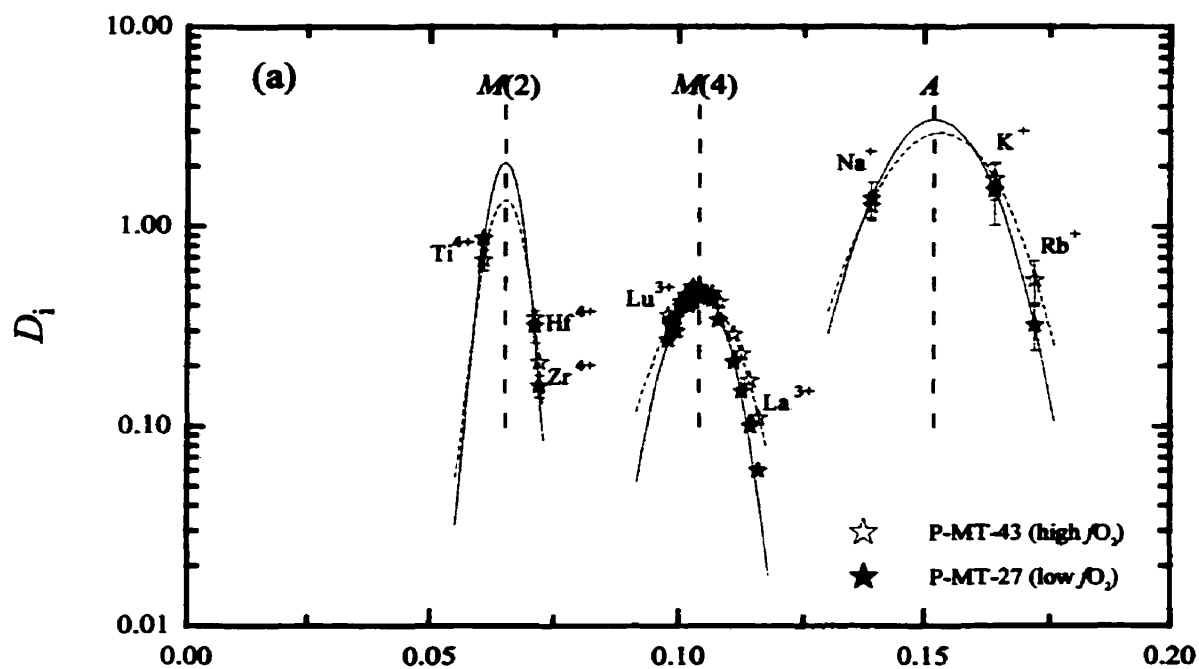 10.00
(a)
M(2)
M(4)
A
Na+
K+
1.00
Ti4+
Rb+
Lu3+
Hf4+
Di
Zr4+
0.10
La3+
P-MT-43 (high fO2)
P-MT-27 (low fO2)
0.01
0.00 0.05 0.10 0.15 0.20